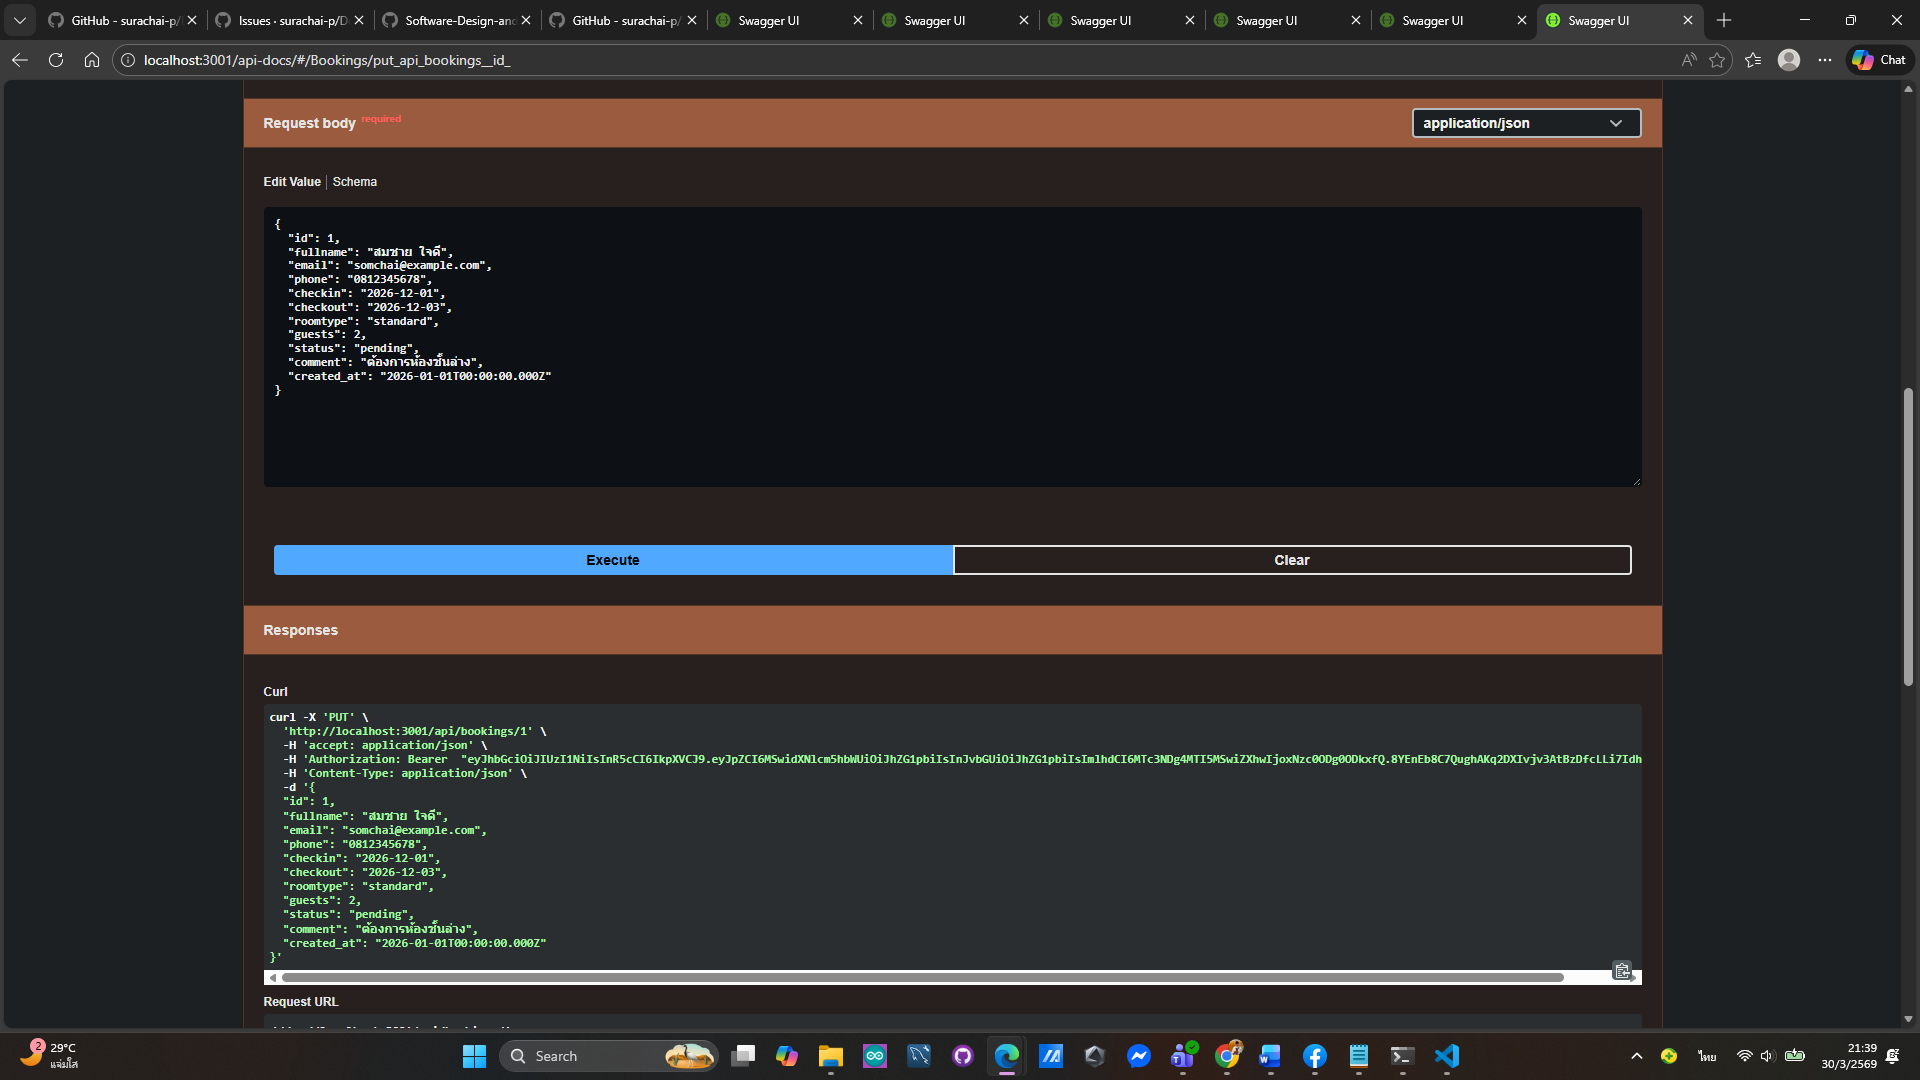 GitHub - surachai-p/
Issues · surachai-p/D
Software-Design-and
GitHub - surachai-p/
Swagger UI
Swagger UI
Swagger UI
Swagger UI
Swagger UI
Swagger UI
localhost:3001/api-docs/#/Bookings/put_api_bookings__id_
Chat
Request body required
application/json
Edit Value | Schema
{
"id": 1,
"fullname": "สมชาย ใจดี",
"email": "somchai@example.com",
"phone": "0812345678",
"checkin": "2026-12-01",
"checkout": "2026-12-03",
"roomtype": "standard",
"guests": 2,
"status": "pending",
"comment": "ต้องการห้องชั้นล่าง",
"created_at": "2026-01-01T00:00:00.000Z"
}
Execute
Clear
Responses
Curl
curl -X 'PUT' \
'http://localhost:3001/api/bookings/1' \
-H 'accept: application/json' \
-H 'Authorization: Bearer "eyJhbGciOiJIUzI1NiIsInR5cCI6IkpXVCJ9.eyJpZCI6MSwidXNlcm5hbWUiOiJhZG1pbiIsInJvbGUiOiJhZG1pbiIsImlhdCI6MTc3NDg4MTI5MSwiZXhwIjoxNzc0ODg0ODkxfQ.8YEnEb8C7QughAKq2DXIvjv3AtBzDfcLLi7Idh
-H 'Content-Type: application/json' \
-d '{
"id": 1,
"fullname": "สมชาย ใจดี",
"email": "somchai@example.com",
"phone": "0812345678",
"checkin": "2026-12-01",
"checkout": "2026-12-03",
"roomtype": "standard",
"guests": 2,
"status": "pending",
"comment": "ต้องการห้องชั้นล่าง",
"created_at": "2026-01-01T00:00:00.000Z"
}'
Request URL
2
29°C
แจ่มใส
Search
ไทย
21:39
30/3/2569